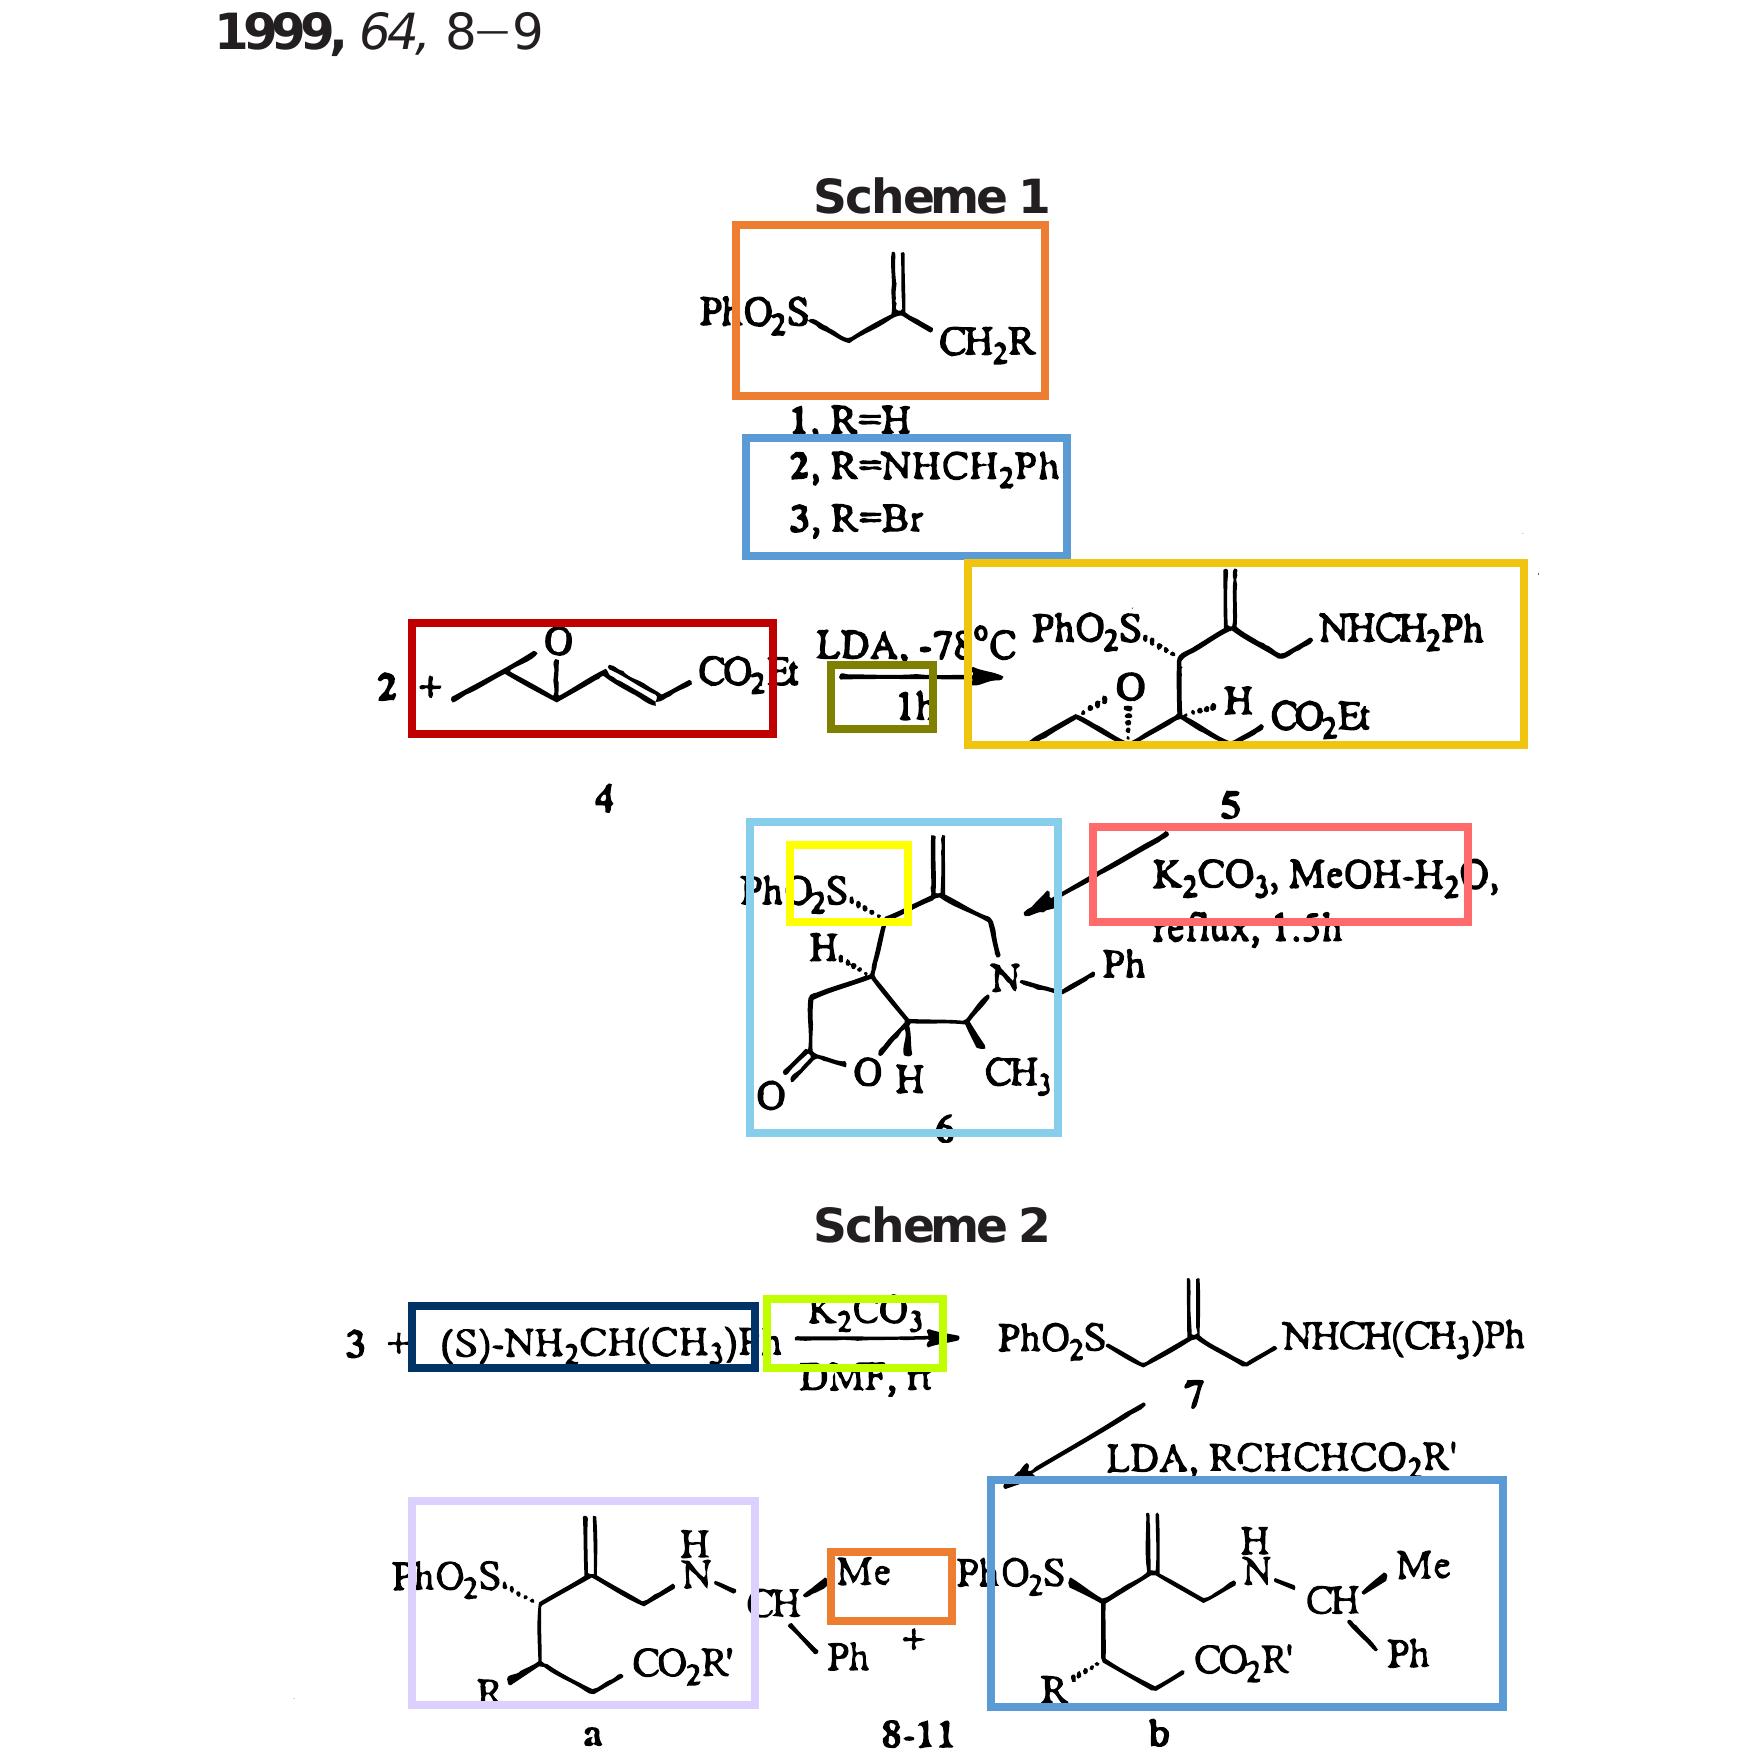 1999, 64, 8–9
Scheme 1
PhO2S
CH2R
1, R=H
2, R=NHCH2Ph
3, R=Br
2 +
O
CO2Et
LDA, -78ºC
1h
PhO2S
NHCH2Ph
O
H
CO2Et
4
5
PhO2S
H
N
Ph
O
O
H
CH3
K2CO3, MeOH-H2O,
reflux, 1.5h
6
Scheme 2
3 + (S)-NH2CH(CH3)Ph
K2CO3
DMF, rt
PhO2S
NHCH(CH3)Ph
7
LDA, RCHCHCO2R'
PhO2S
H
N
CH
Me
Ph
CO2R'
R
+
PhO2S
H
N
CH
Me
Ph
CO2R'
R
a
8-11
b